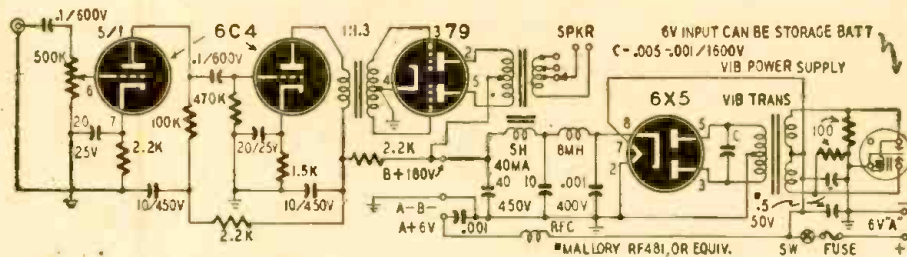 .1/600V
500K
5/1
6C4
6
7
20
25V
2.2K
10/450V
100K
.1/600V
470K
20/25V
1.5K
10/450V
2.2K
1:1.3
379
2
4
5
SPKR
2.2K
B+180V
5H
40MA
40
450V
10
8MH
.001
400V
A-B-
A+6V
.001
RFC
6V INPUT CAN BE STORAGE BATT
C-.005-.001/1600V
VIB POWER SUPPLY
6X5
8
7
2
5
3
C
VIB TRANS
100
*.5
50V
6V"A"
-
+
*MALLORY RF481, OR EQUIV.
SW
FUSE